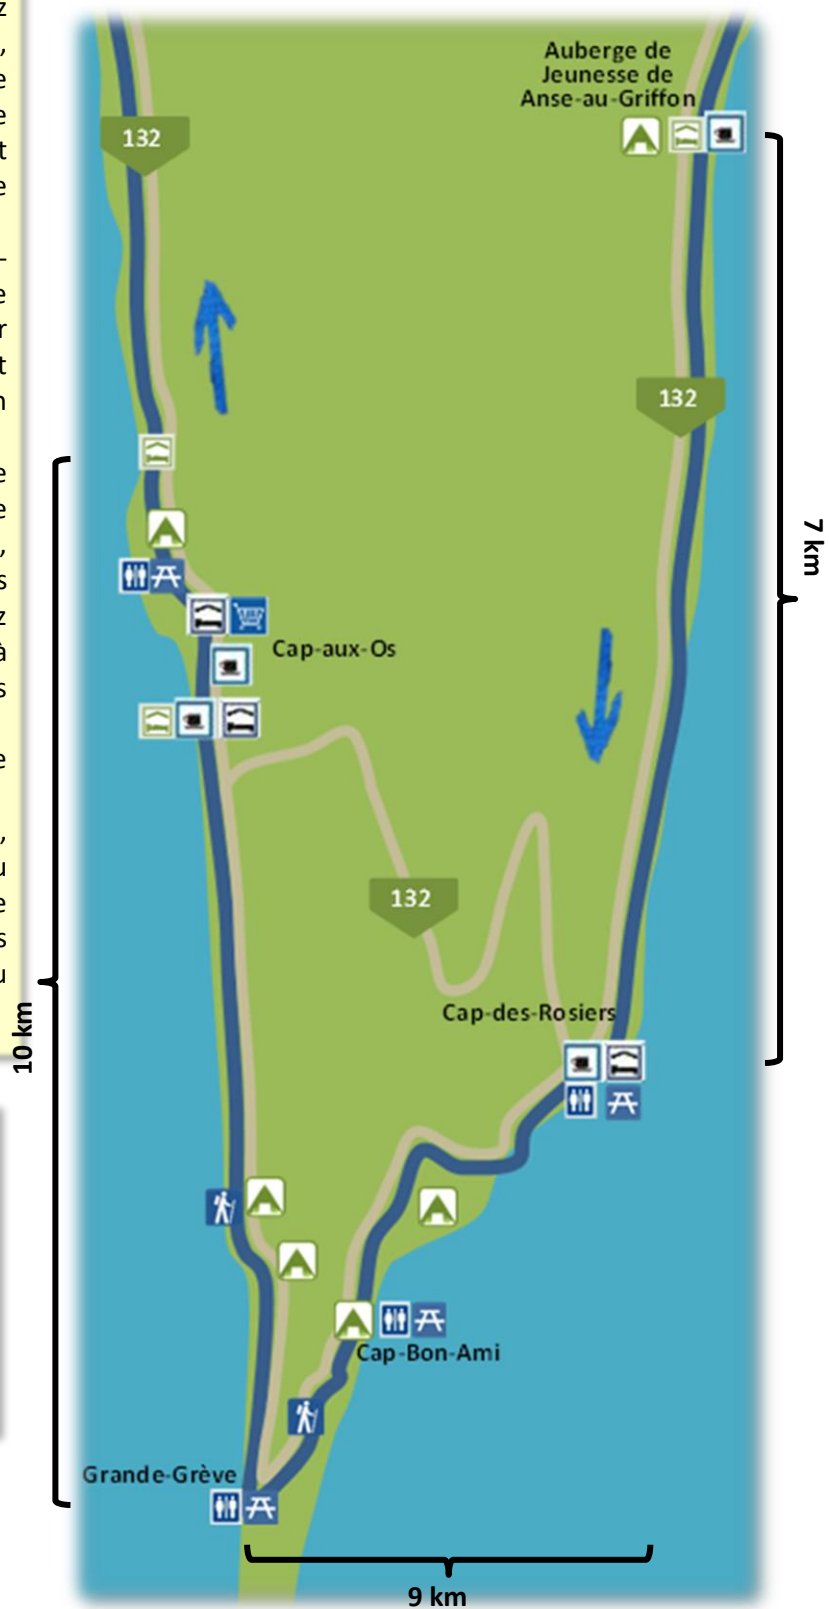 z
,
e
e
t
e
e
r
t
n
e
e
,
s
z
à
s
e
,
u
e
s
u
Auberge de
Jeunesse de
Anse-au-Griffon
132
132
7 km
Cap-aux-Os
132
Cap-des-Rosiers
10 km
Cap-Bon-Ami
Grande-Grève
9 km